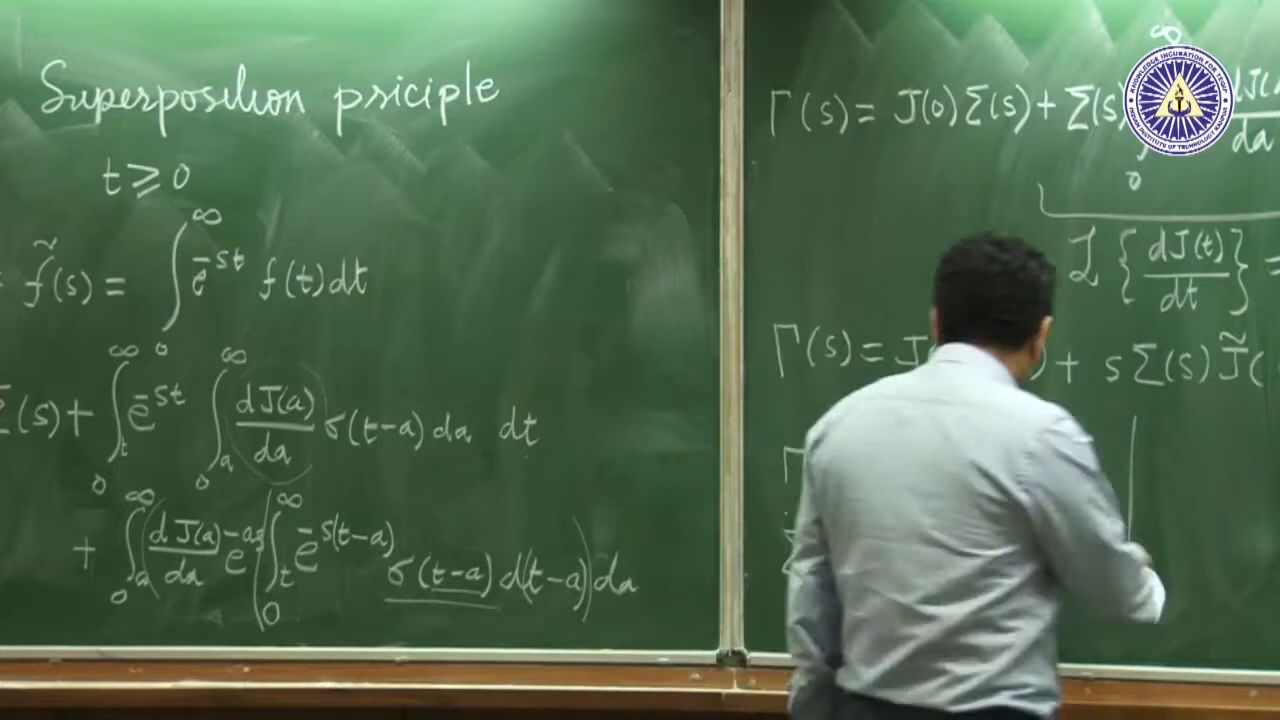 Superposition priciple
t ≥ 0
f̃(s) = ∫₀^∞ e^-st f(t)dt
Σ(s) + ∫₀^∞ e^-st ∫₀^∞ dJ(a)/da σ(t-a) da dt
+ ∫₀^∞ dJ(a)/da e^-as (∫₀^∞ e^-s(t-a) σ(t-a) d(t-a)) da
Γ(s) = J(0) Σ(s) + Σ(s) ∞ 0 da
ℒ { dJ(t)/dt } =
Γ(s) = J ) + s Σ(s) J̃(